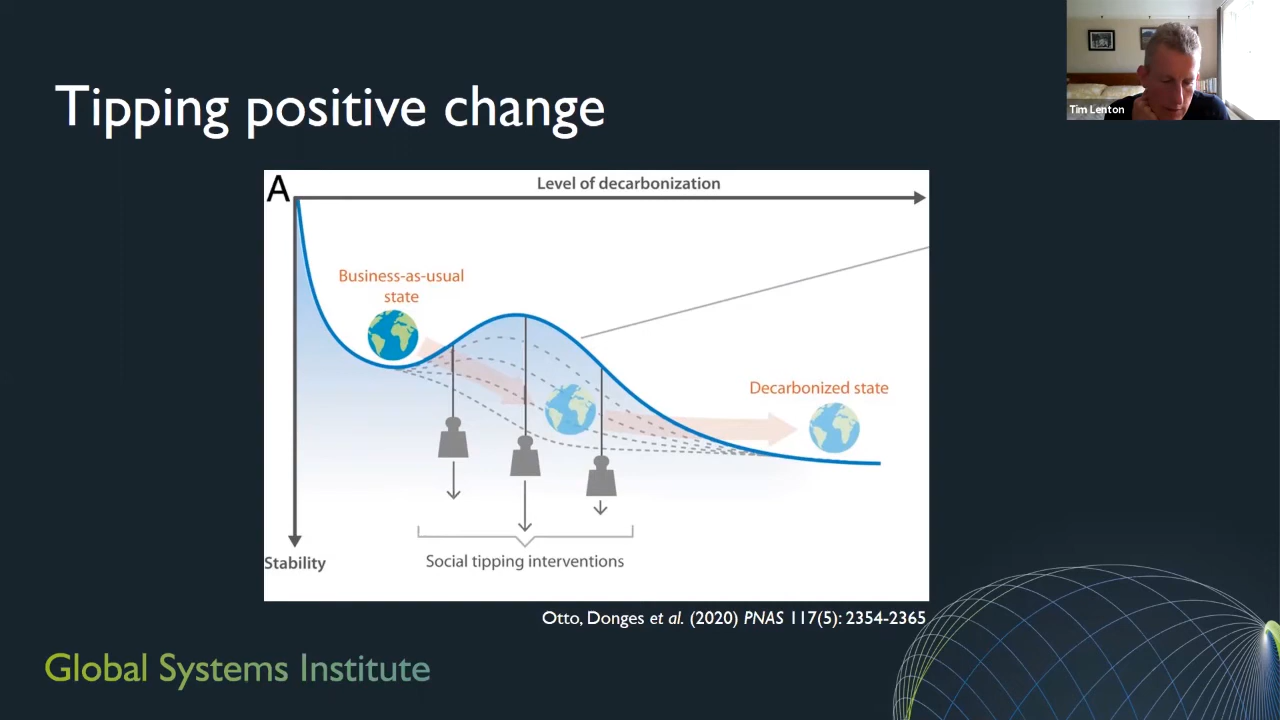 Tipping positive change
Tim Lenton
A
Level of decarbonization
Business-as-usual
state
Decarbonized state
Stability
Social tipping interventions
Otto, Donges et al. (2020) PNAS 117(5): 2354-2365
Global Systems Institute